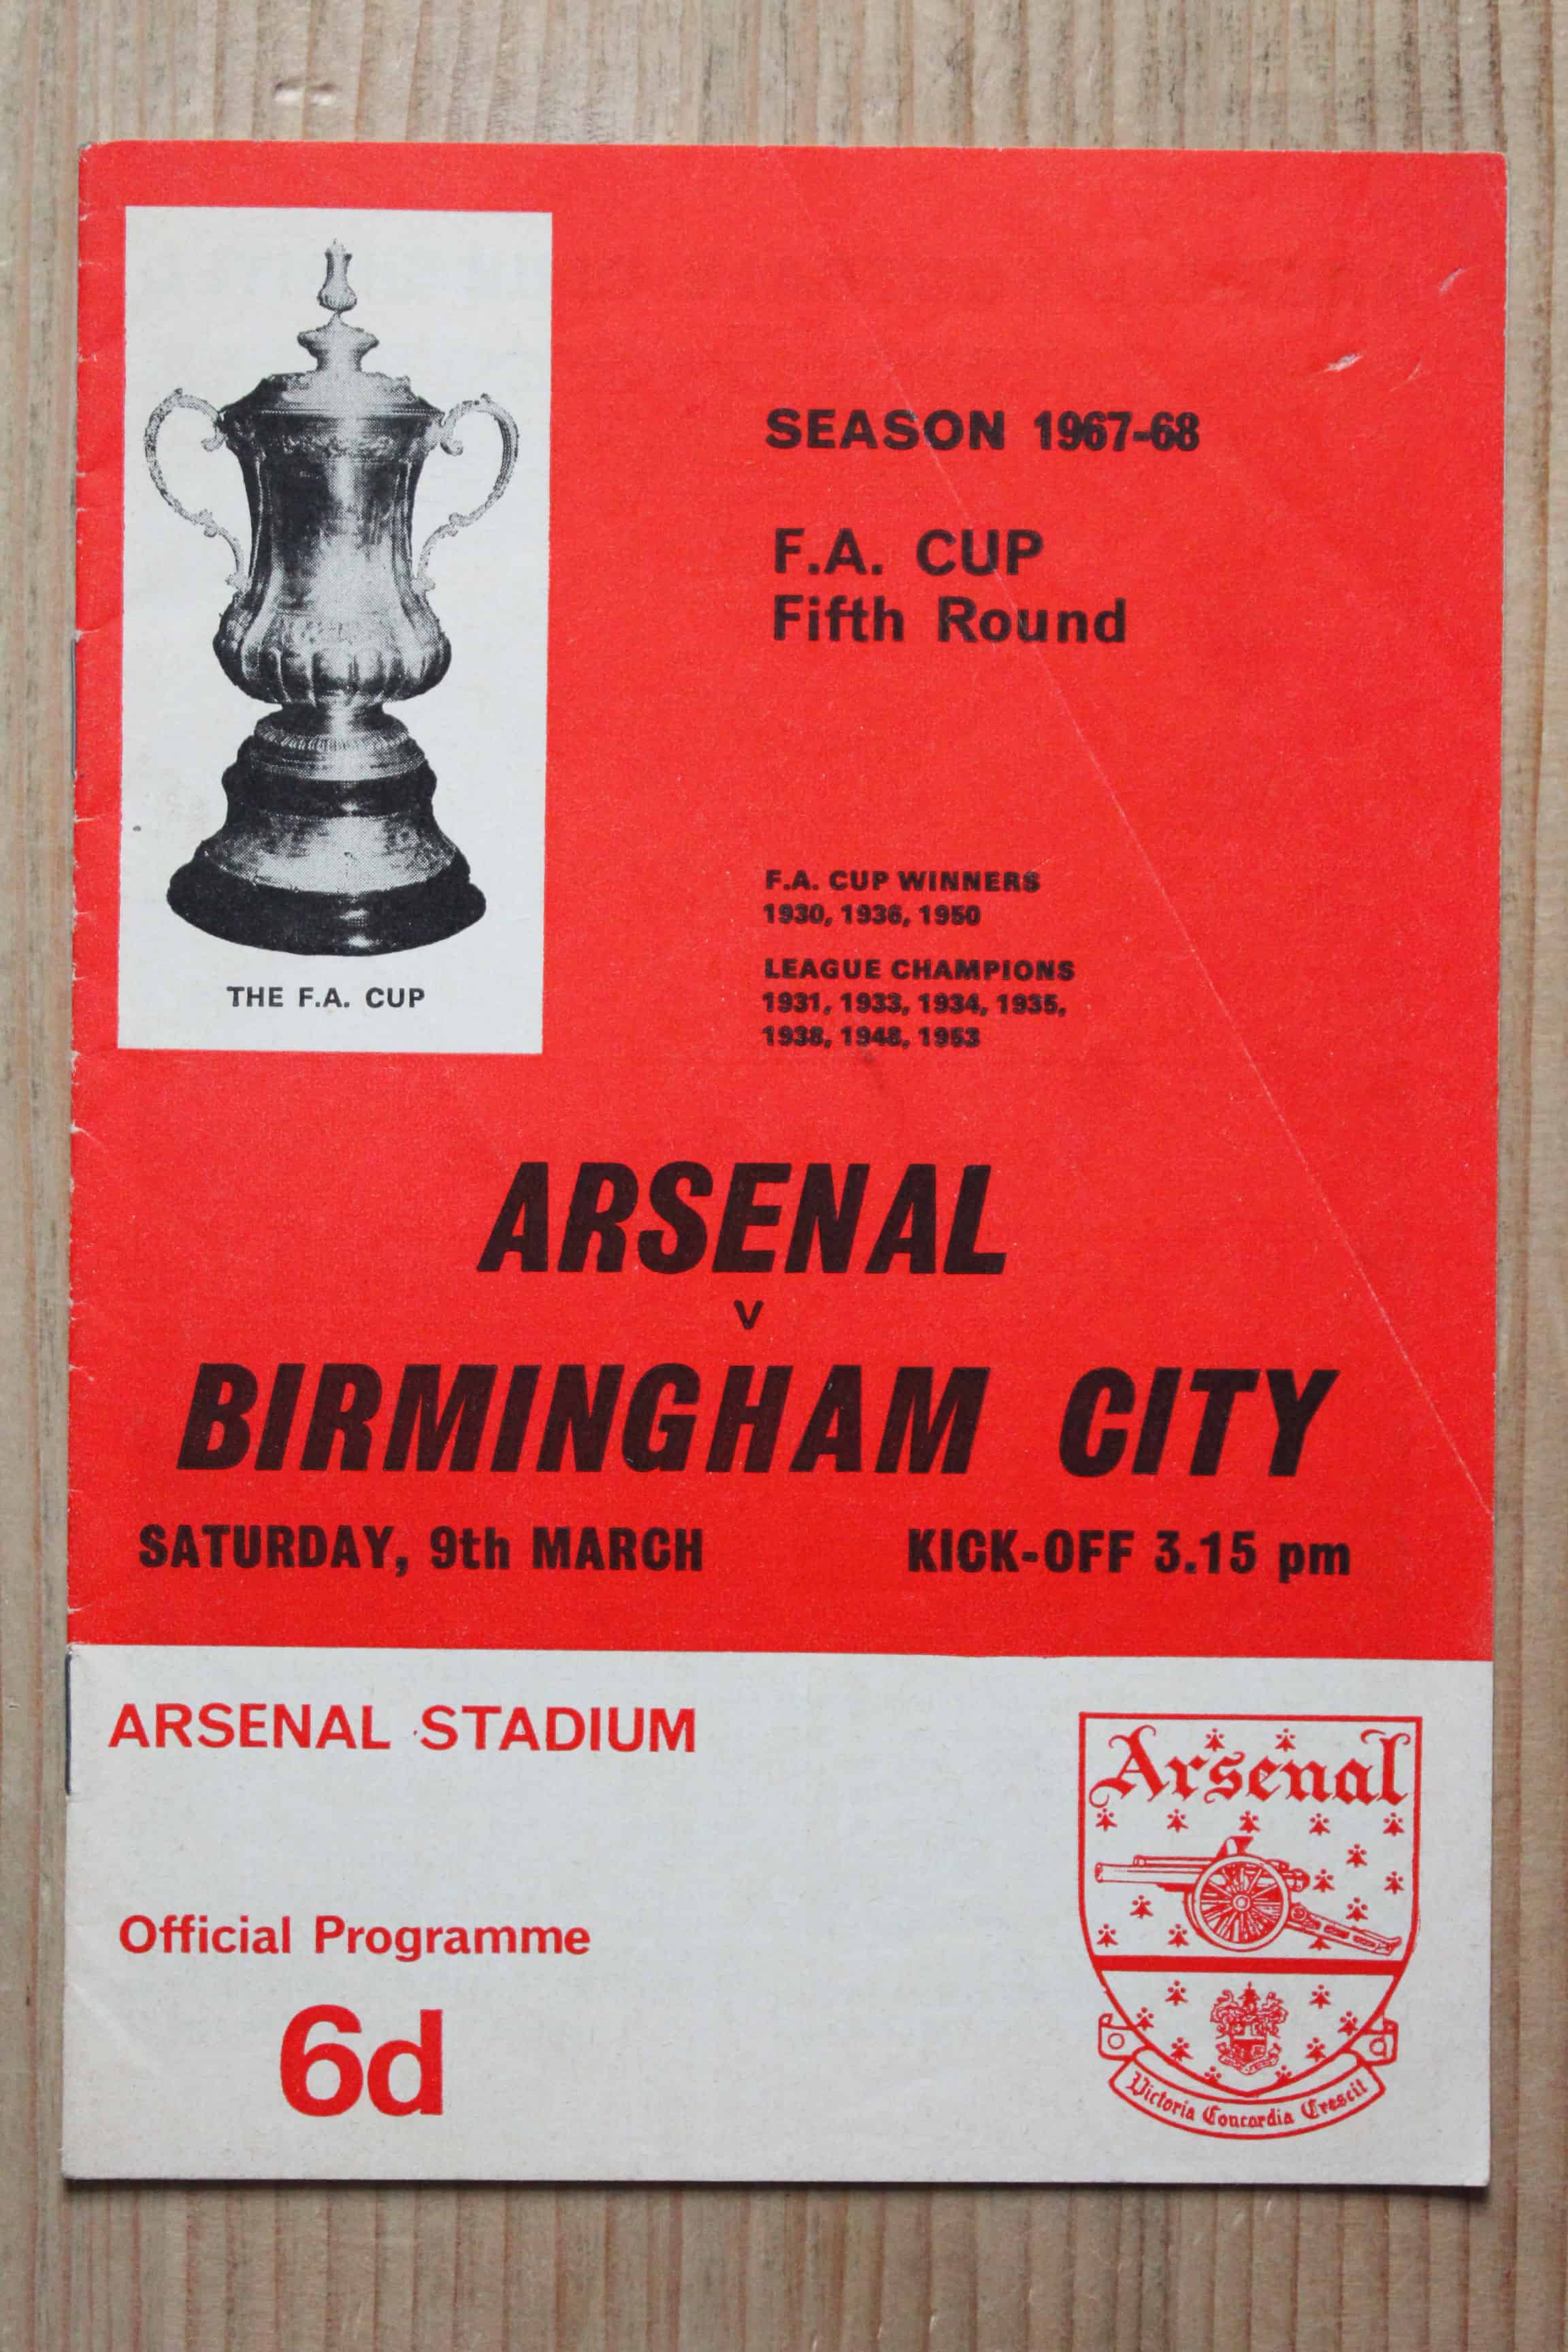 SEASON 1967-68
F.A. CUP
Fifth Round
F.A. CUP WINNERS
1930, 1936, 1950
LEAGUE CHAMPIONS
1931, 1933, 1934, 1935,
1938, 1948, 1953
THE F.A. CUP
ARSENAL
v
BIRMINGHAM CITY
SATURDAY, 9th MARCH KICK-OFF 3.15 pm
ARSENAL STADIUM
Official Programme
6d
Arsenal
Victoria Concordia Crescit